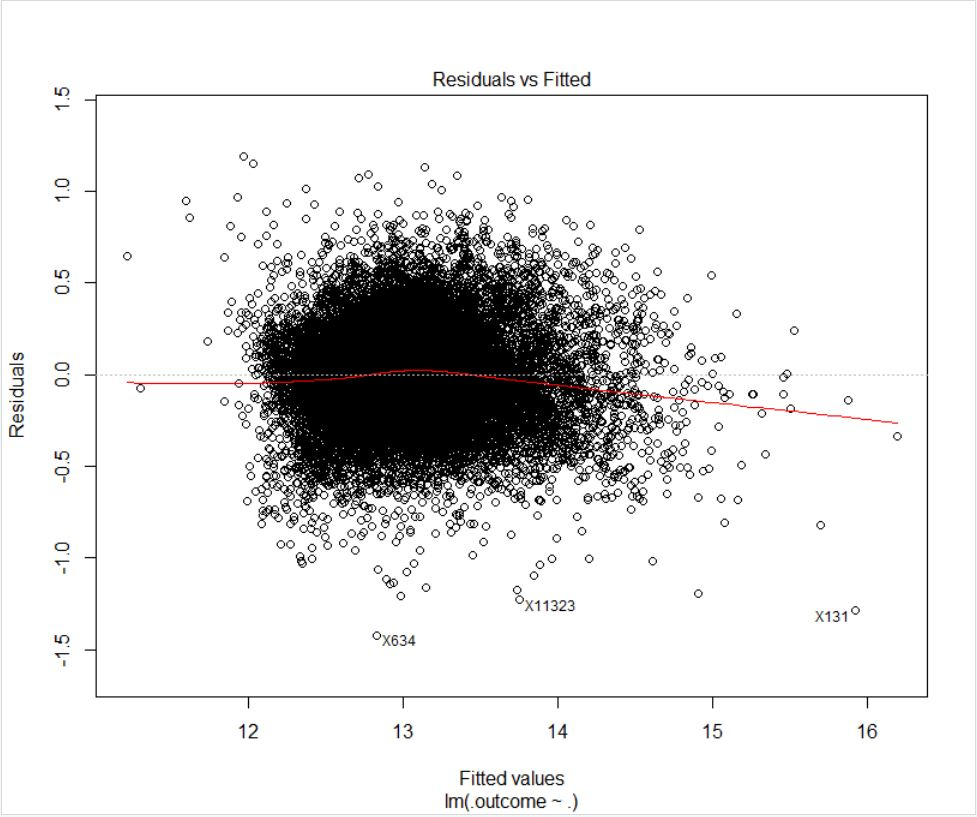 Residuals vs Fitted
1.5
1.0
0.5
0.0
-0.5
-1.0
-1.5
Residuals
X11323
X131
X634
12 13 14 15 16
Fitted values
lm(.outcome ~ .)